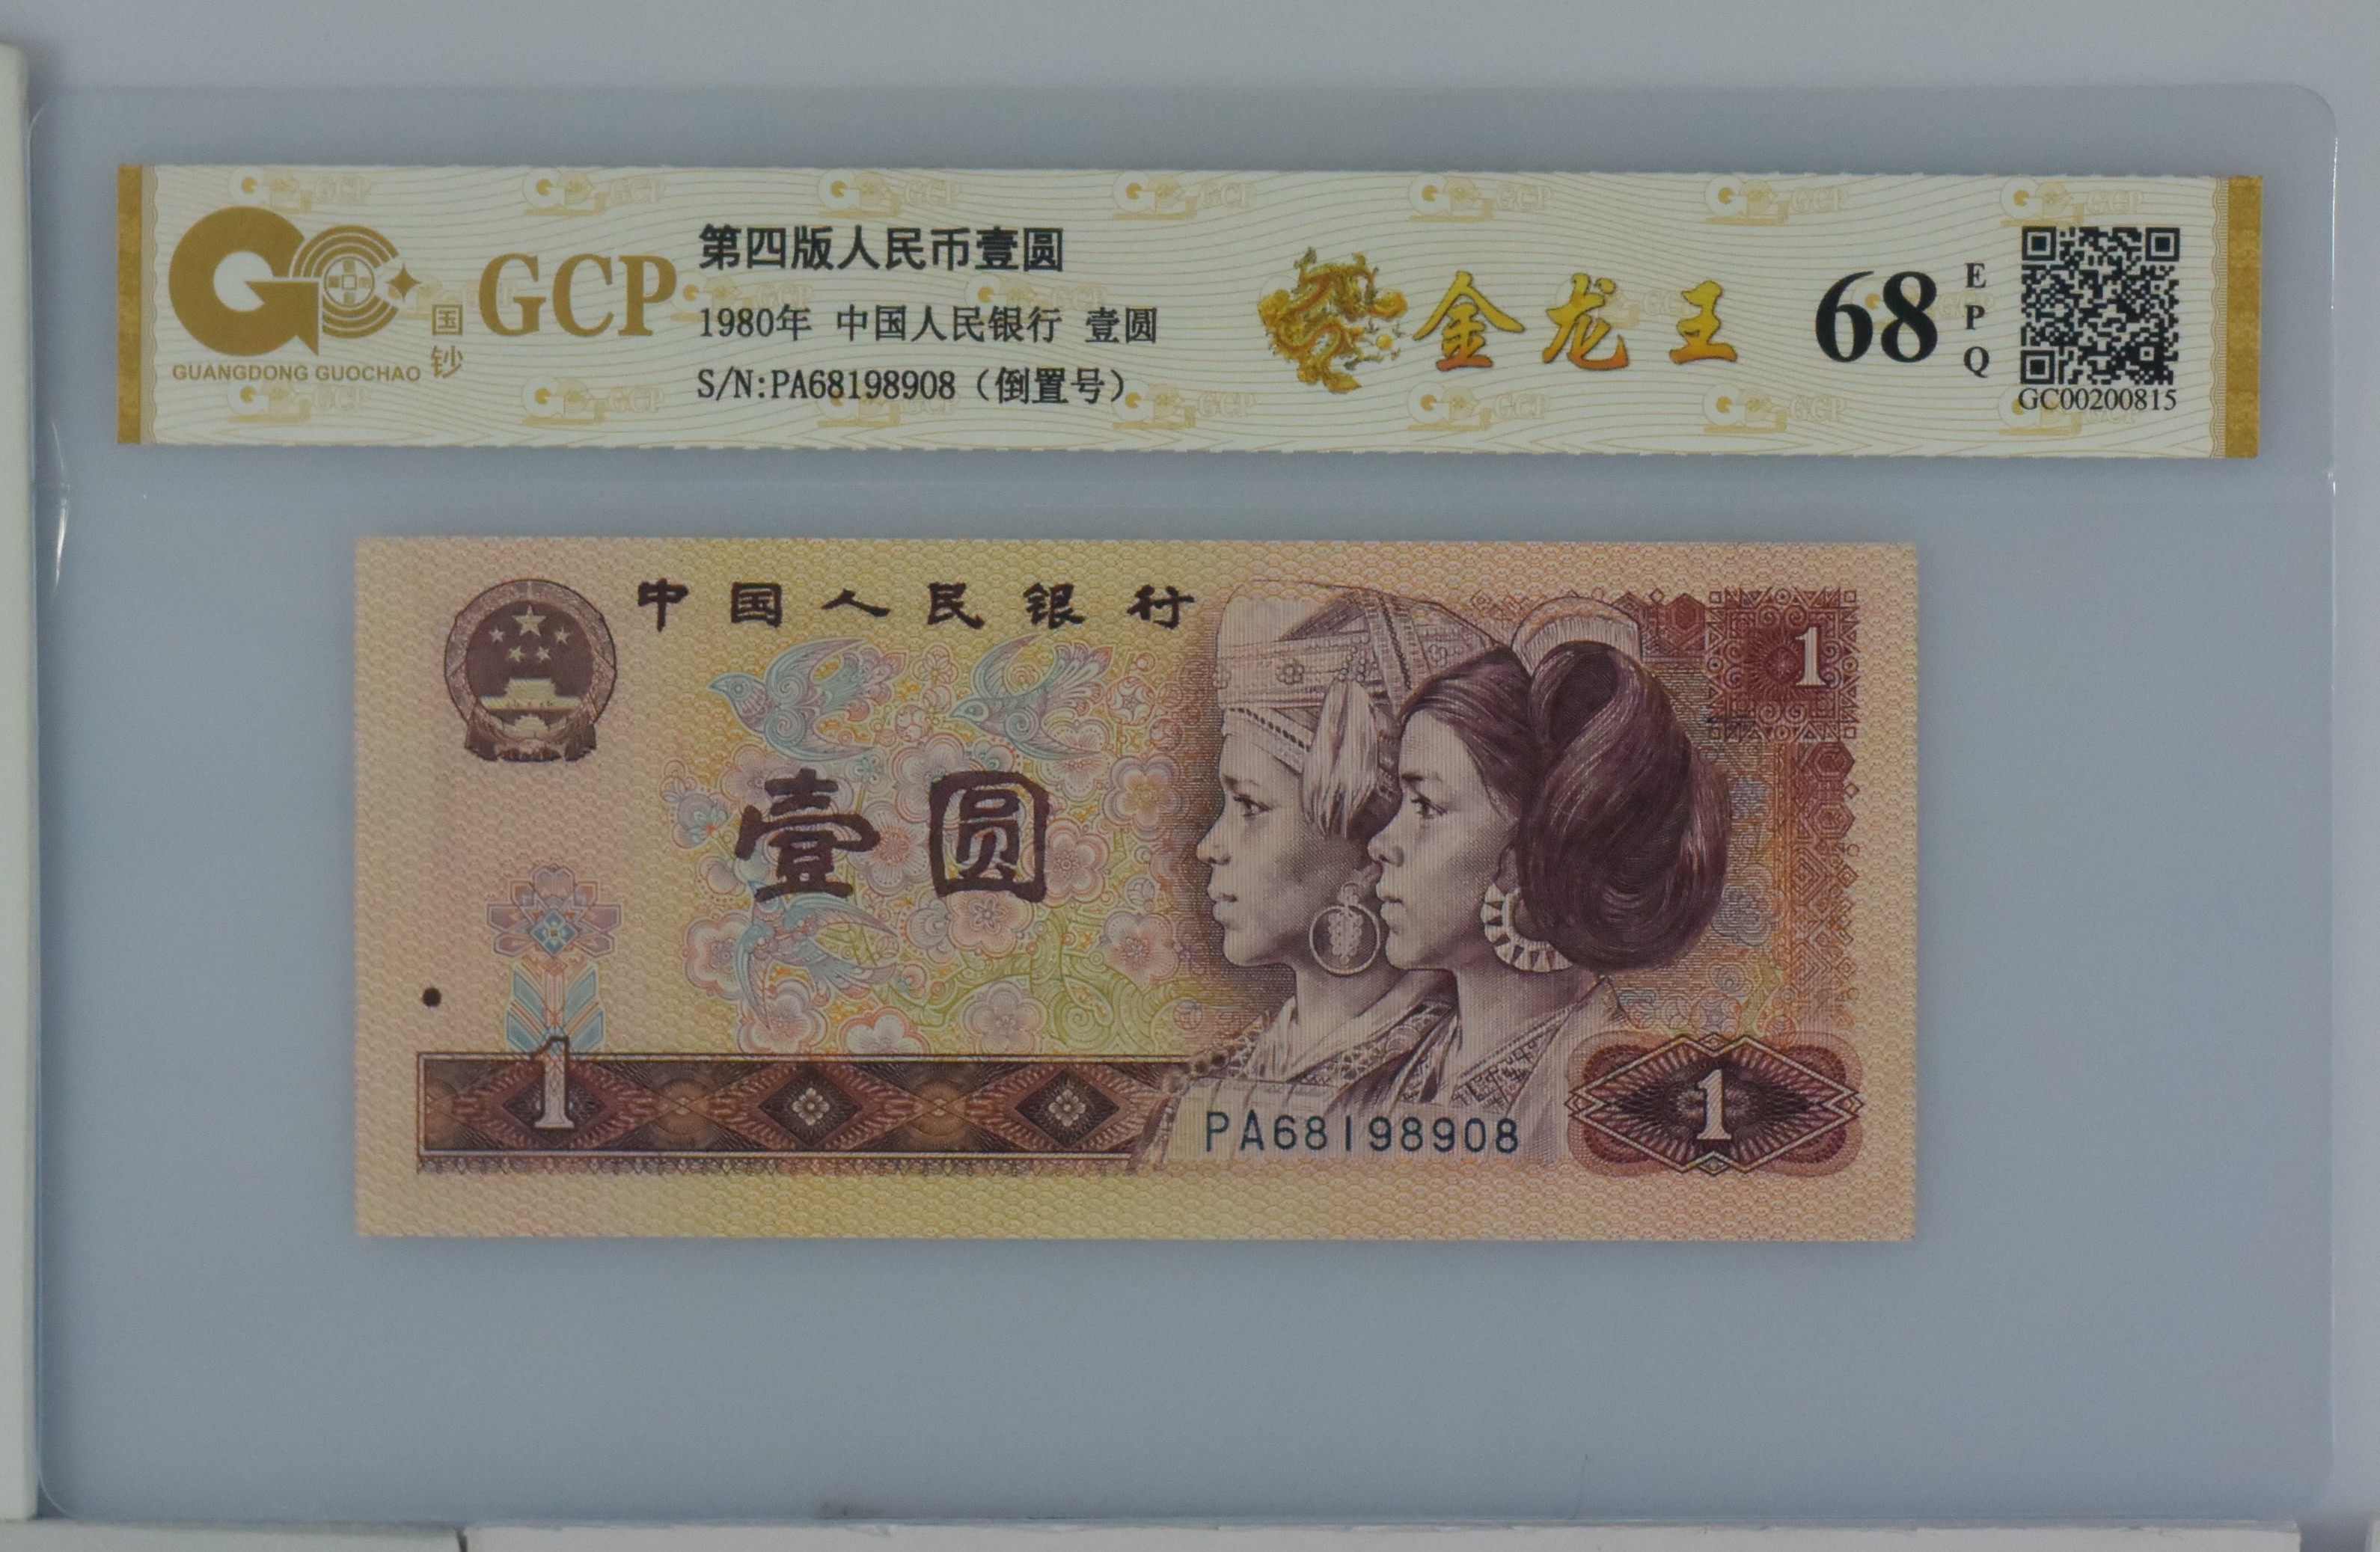 GCP
国钞
GUANGDONG GUOCHAO
第四版人民币壹圆
1980年 中国人民银行 壹圆
S/N:PA68198908（倒置号）
金龙王
68
EPQ
GC00200815
中国人民银行
1
壹圆
1
PA68198908
1